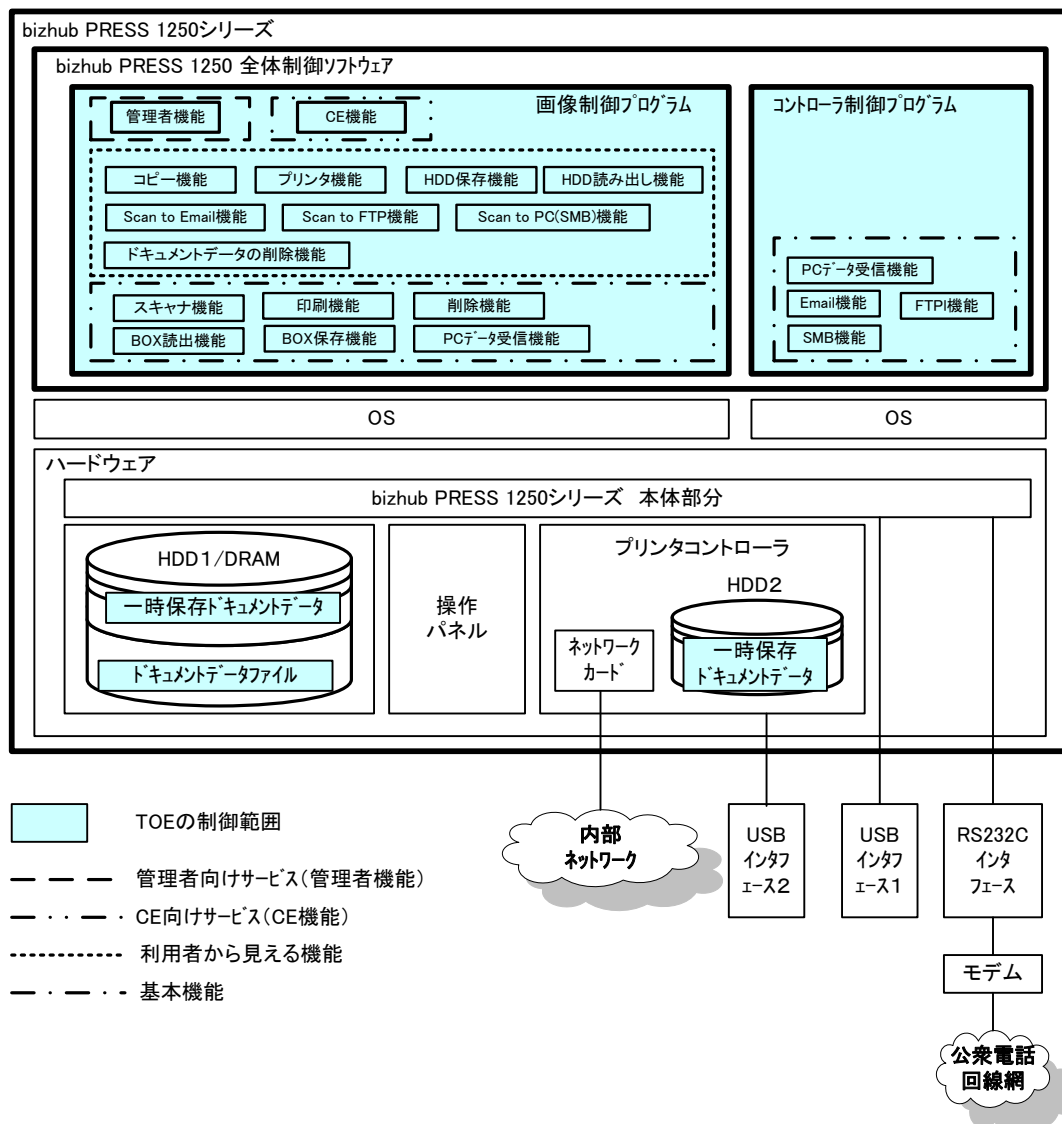 bizhub PRESS 1250シリーズ
bizhub PRESS 1250 全体制御ソフトウェア
画像制御プログラム
管理者機能
CE機能
コピー機能
プリンタ機能
HDD保存機能
HDD読み出し機能
Scan to Email機能
Scan to FTP機能
Scan to PC(SMB)機能
ドキュメントデータの削除機能
スキャナ機能
印刷機能
削除機能
BOX読出機能
BOX保存機能
PCデータ受信機能
コントローラ制御プログラム
PCデータ受信機能
Email機能
FTPI機能
SMB機能
OS
OS
ハードウェア
bizhub PRESS 1250シリーズ 本体部分
HDD1/DRAM
一時保存ドキュメントデータ
ドキュメントデータファイル
操作
パネル
プリンタコントローラ
HDD2
ネットワーク
カード
一時保存
ドキュメントデータ
TOEの制御範囲
管理者向けサービス(管理者機能)
CE向けサービス(CE機能)
利用者から見える機能
基本機能
内部
ネットワーク
USB
インタフ
ェース2
USB
インタフ
ェース1
RS232C
インタ
フェース
モデム
公衆電話
回線網